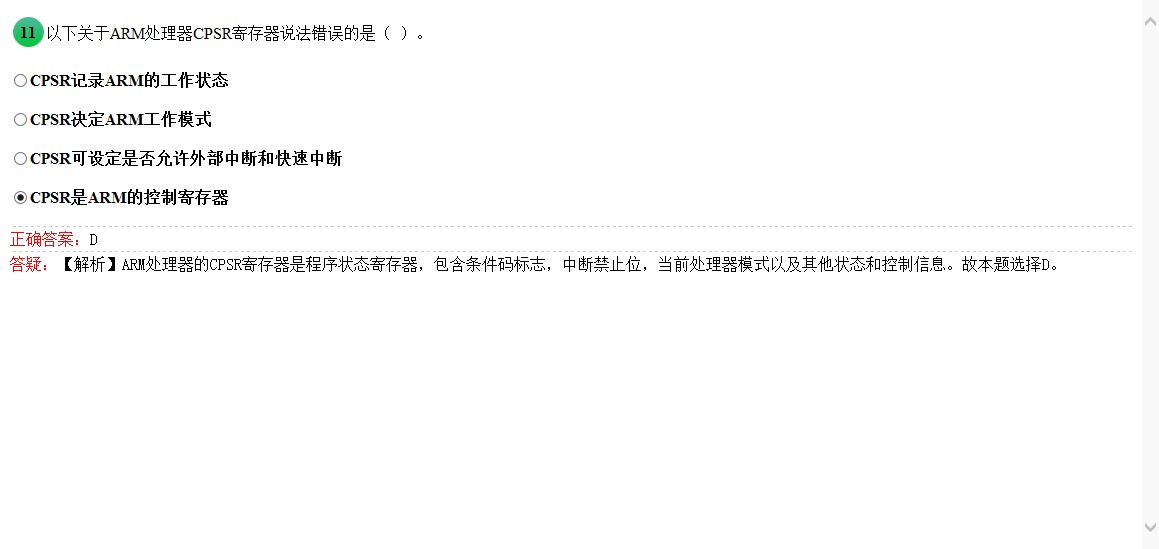 11 以下关于ARM处理器CPSR寄存器说法错误的是（ ）。
CPSR记录ARM的工作状态
CPSR决定ARM工作模式
CPSR可设定是否允许外部中断和快速中断
CPSR是ARM的控制寄存器
正确答案：D
答疑：【解析】ARM处理器的CPSR寄存器是程序状态寄存器，包含条件码标志，中断禁止位，当前处理器模式以及其他状态和控制信息。故本题选择D。